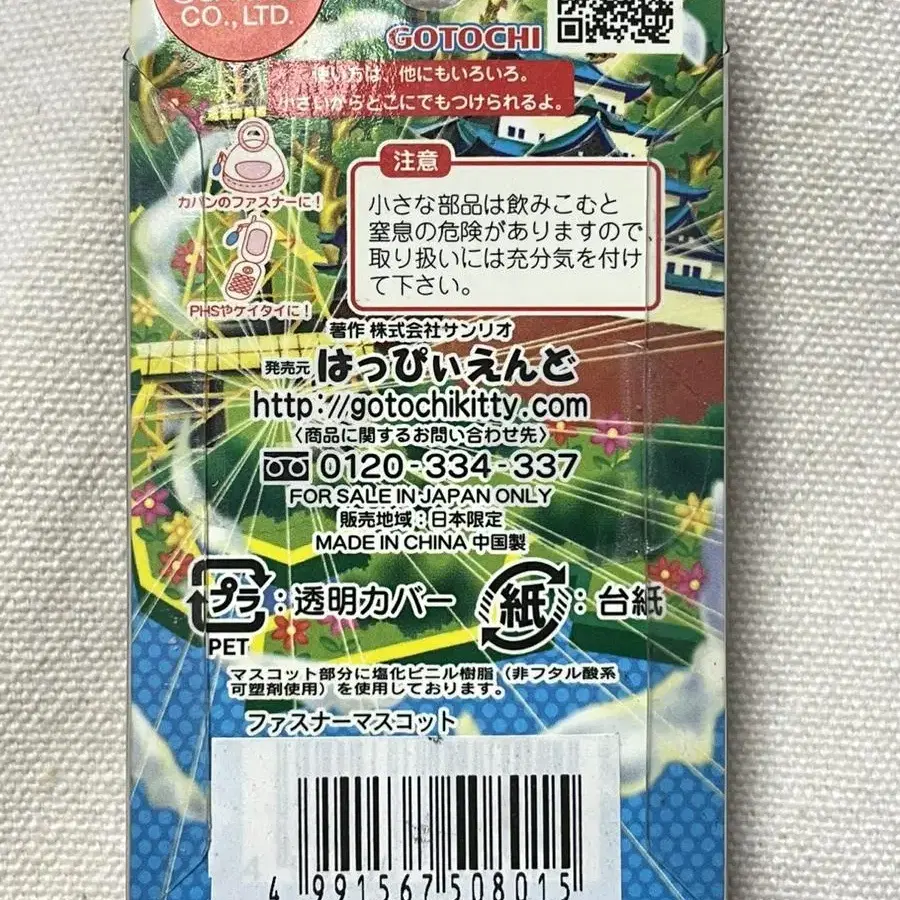 CO., LTD.
GOTOCHI
使い方は、他にもいろいろ。
小さいからどこにでもつけられるよ。
注意
カバンのファスナーに!
小さな部品は飲みこむと
窒息の危険がありますので、
取り扱いには充分気を付け
て下さい。
PHSやケイタイに!
著作 株式会社サンリオ
発売元 はっぴぃえんど
http://gotochikitty.com
〈商品に関するお問い合わせ先〉
0120-334-337
FOR SALE IN JAPAN ONLY
販売地域:日本限定
MADE IN CHINA 中国製
プラ:透明カバー 紙:台紙
PET
マスコット部分に塩化ビニル樹脂(非フタル酸系
可塑剤使用)を使用しております。
ファスナーマスコット
4 991567 508015